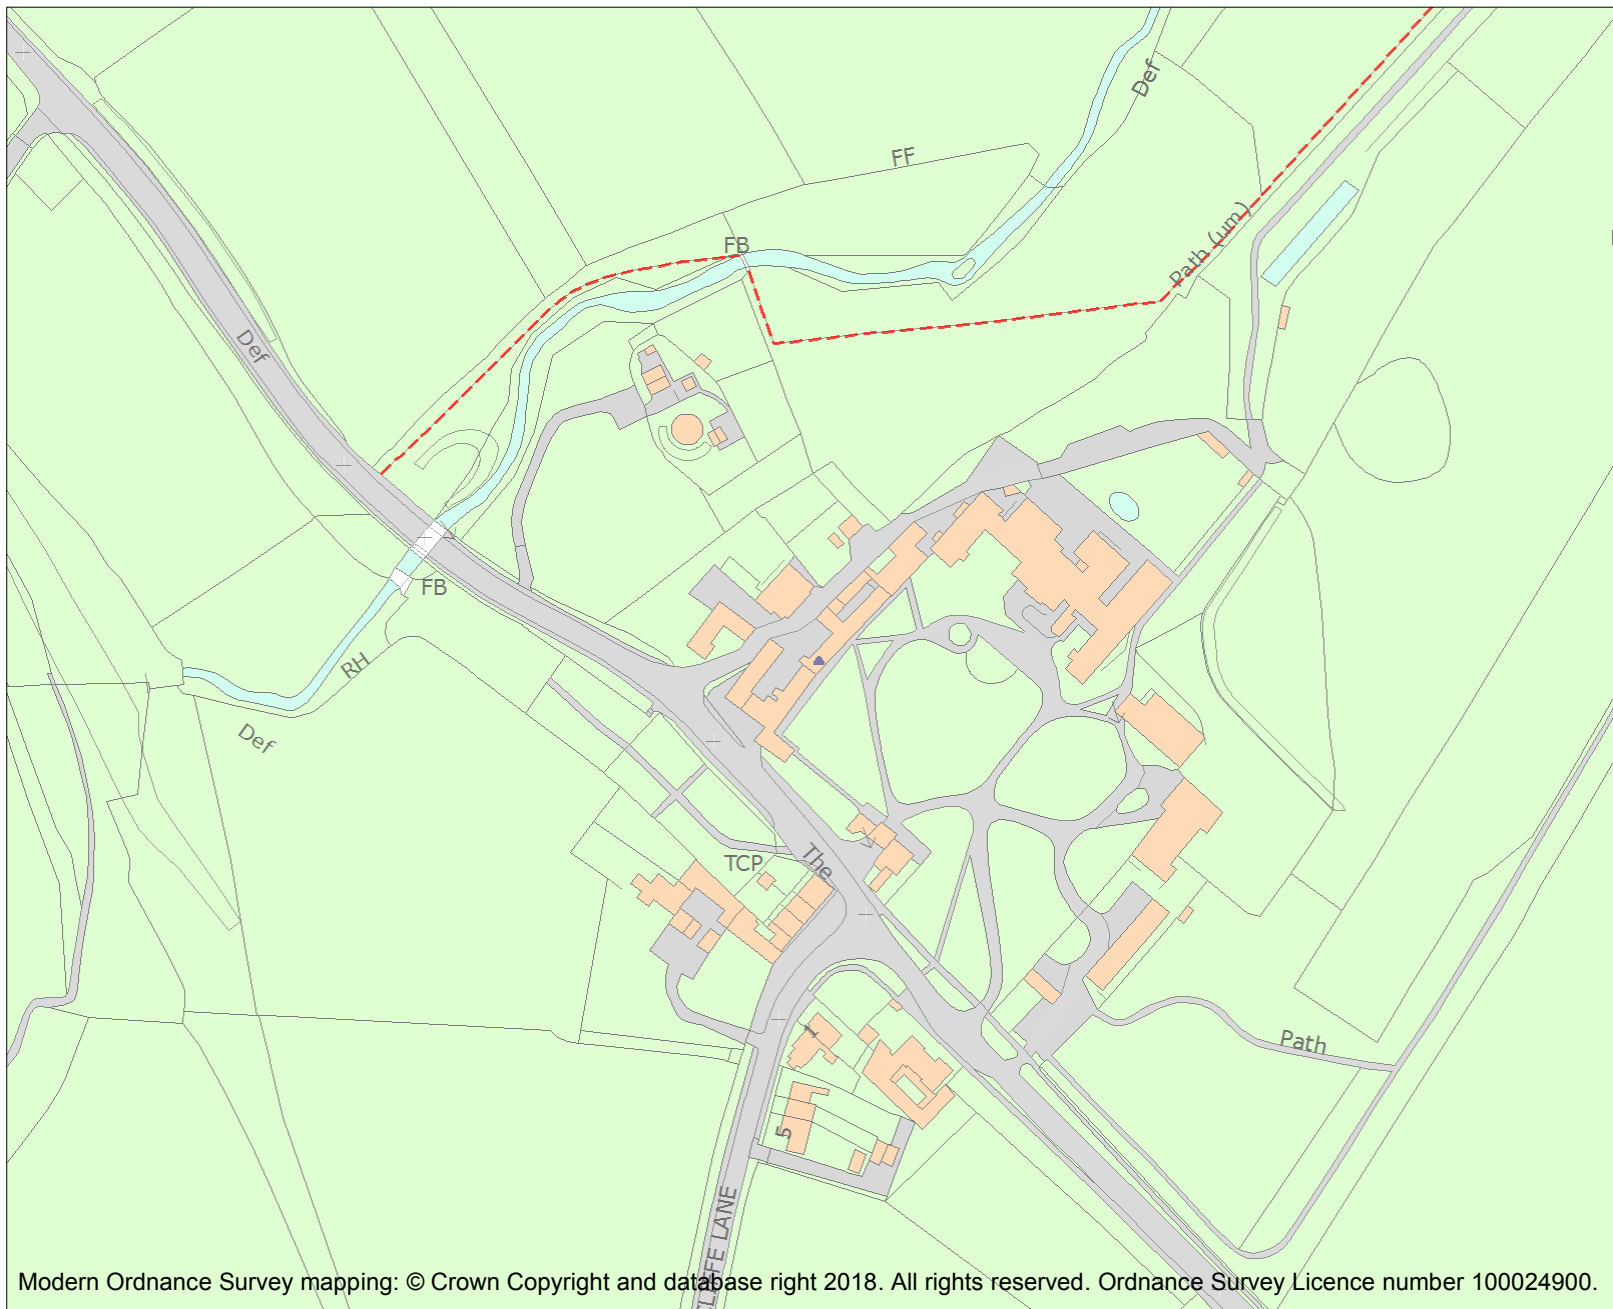 Def
FF
FB
Path (um)
Def
FB
RH
Def
TCP
The
1
Path
5
LANE
Modern Ordnance Survey mapping: © Crown Copyright and database right 2018. All rights reserved. Ordnance Survey Licence number 100024900.